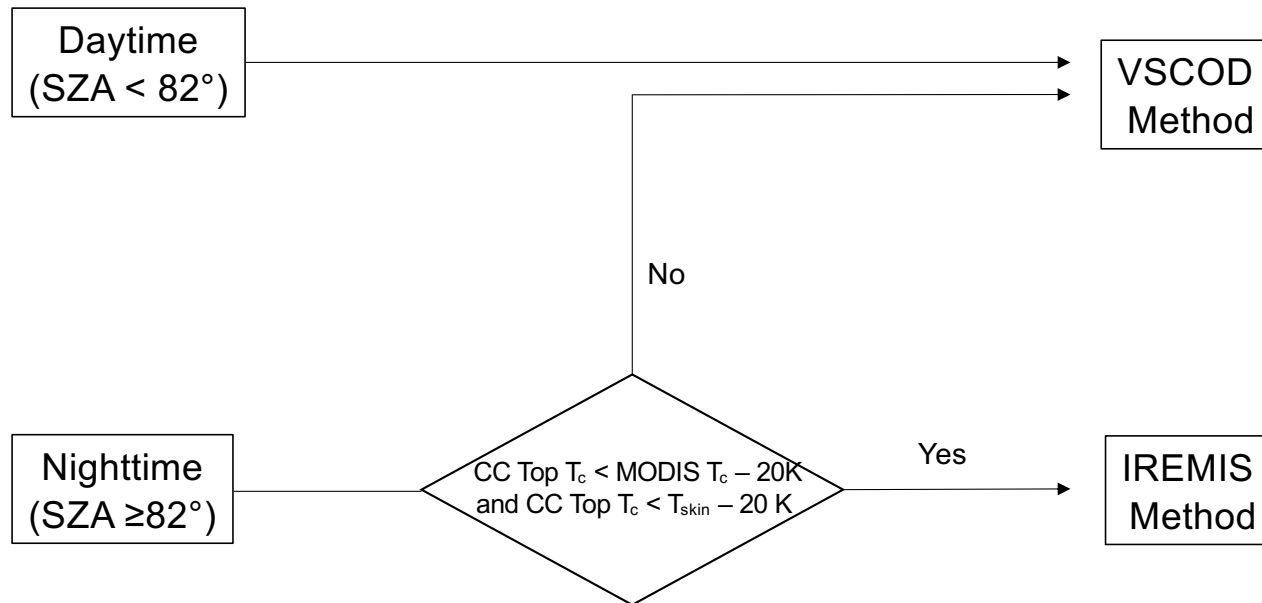 Daytime
(SZA < 82°)
VSCOD
Method
No
Nighttime
(SZA ≥82°)
CC Top Tc < MODIS Tc – 20K
and CC Top Tc < Tskin – 20 K
Yes
IREMIS
Method